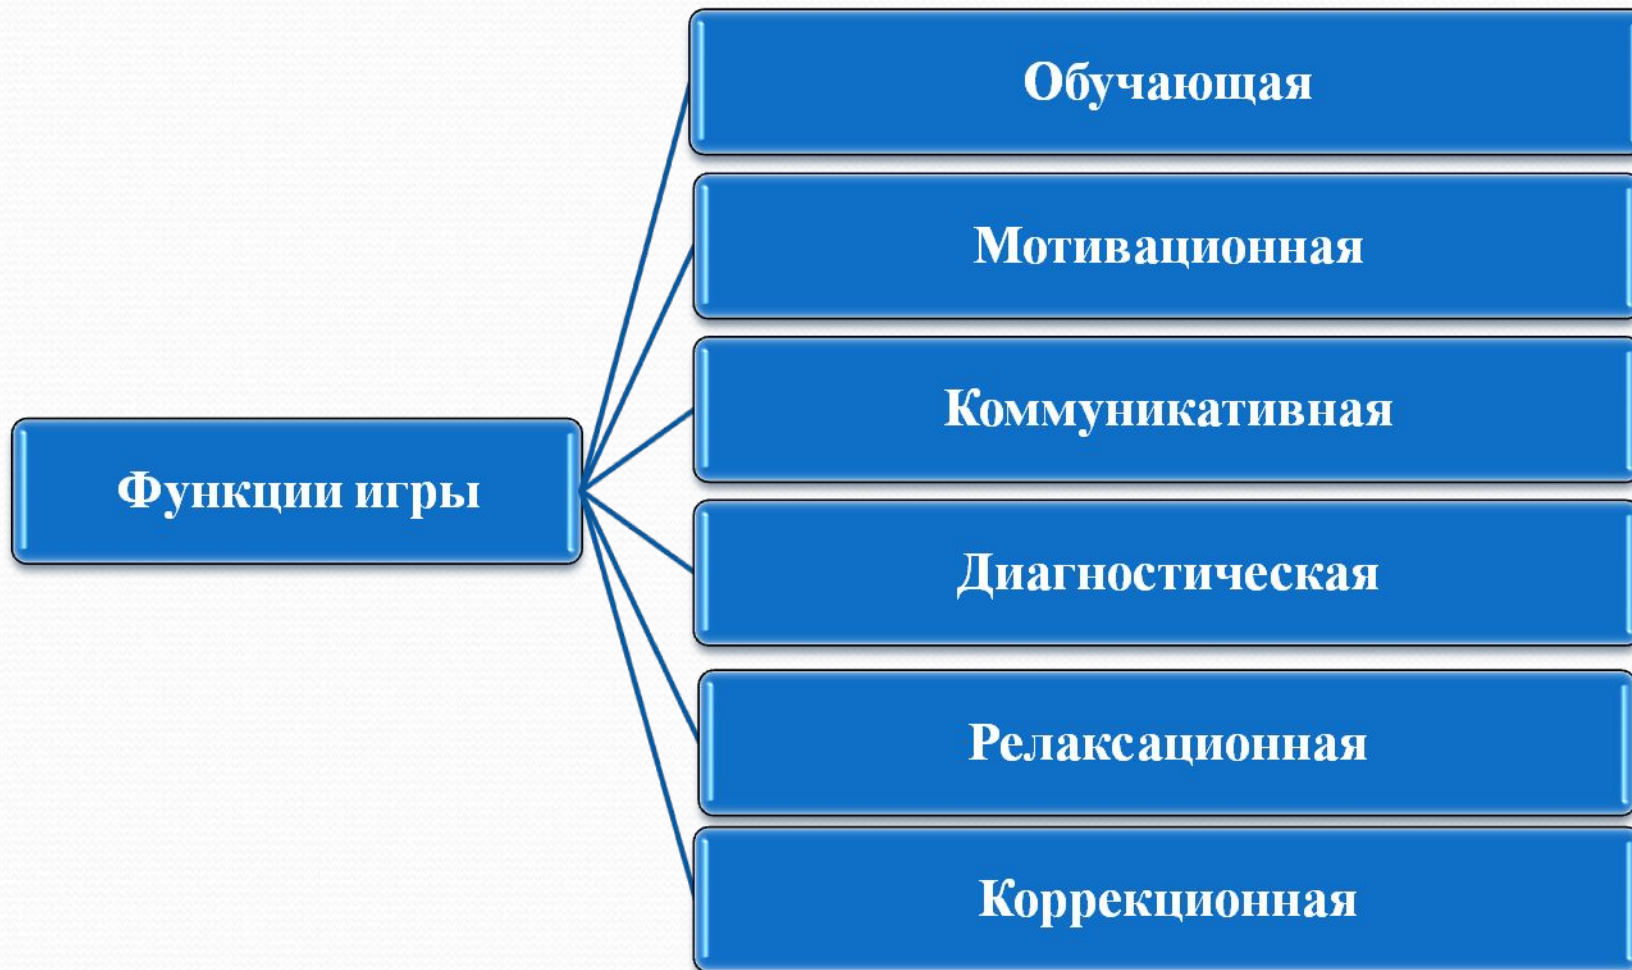 Обучающая
Мотивационная
Коммуникативная
Функции игры
Диагностическая
Релаксационная
Коррекционная